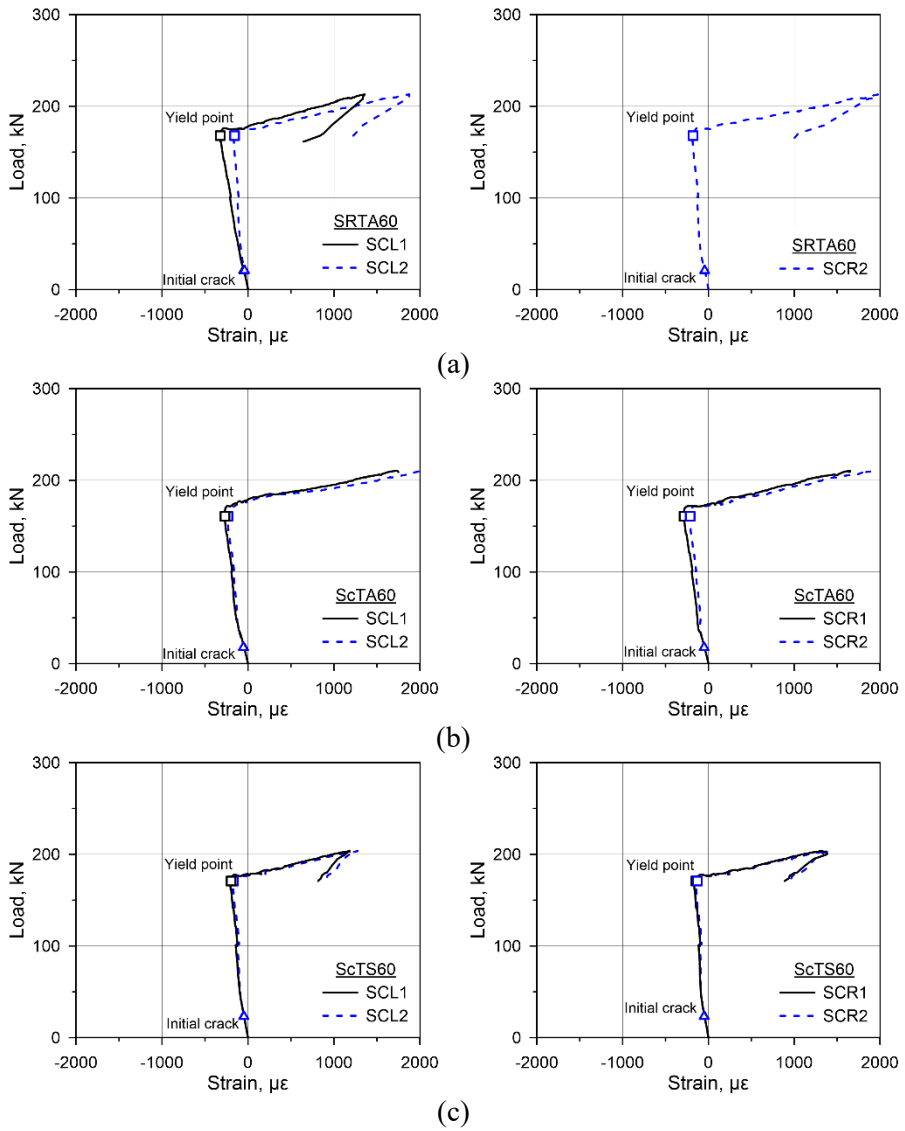 300
200
100
0
Load, kN
Yield point
Initial crack
SRTA60
SCL1
SCL2
-2000 -1000 0 1000 2000
Strain, µε
300
200
100
0
Load, kN
Yield point
Initial crack
SRTA60
SCR2
-2000 -1000 0 1000 2000
Strain, µε
(a)
300
200
100
0
Load, kN
Yield point
Initial crack
ScTA60
SCL1
SCL2
-2000 -1000 0 1000 2000
Strain, µε
300
200
100
0
Load, kN
Yield point
Initial crack
ScTA60
SCR1
SCR2
-2000 -1000 0 1000 2000
Strain, µε
(b)
300
200
100
0
Load, kN
Yield point
Initial crack
ScTS60
SCL1
SCL2
-2000 -1000 0 1000 2000
Strain, µε
300
200
100
0
Load, kN
Yield point
Initial crack
ScTS60
SCR1
SCR2
-2000 -1000 0 1000 2000
Strain, µε
(c)